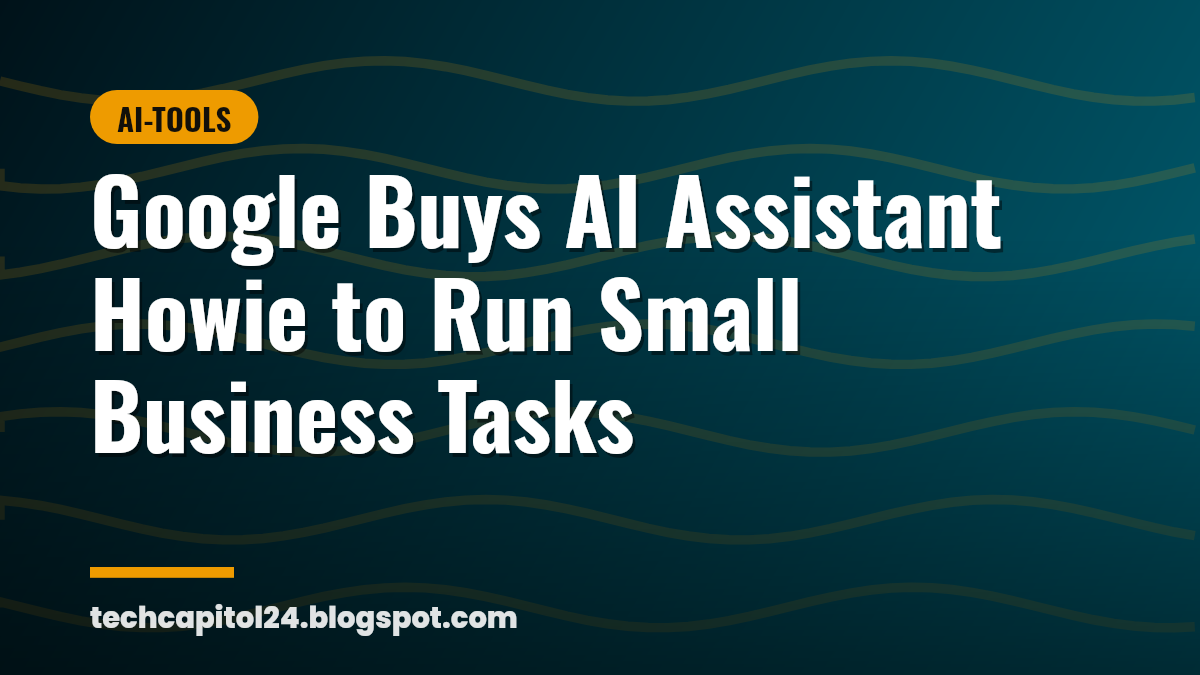 AI-TOOLS
Google Buys AI Assistant
Howie to Run Small
Business Tasks
techcapitol24.blogspot.com